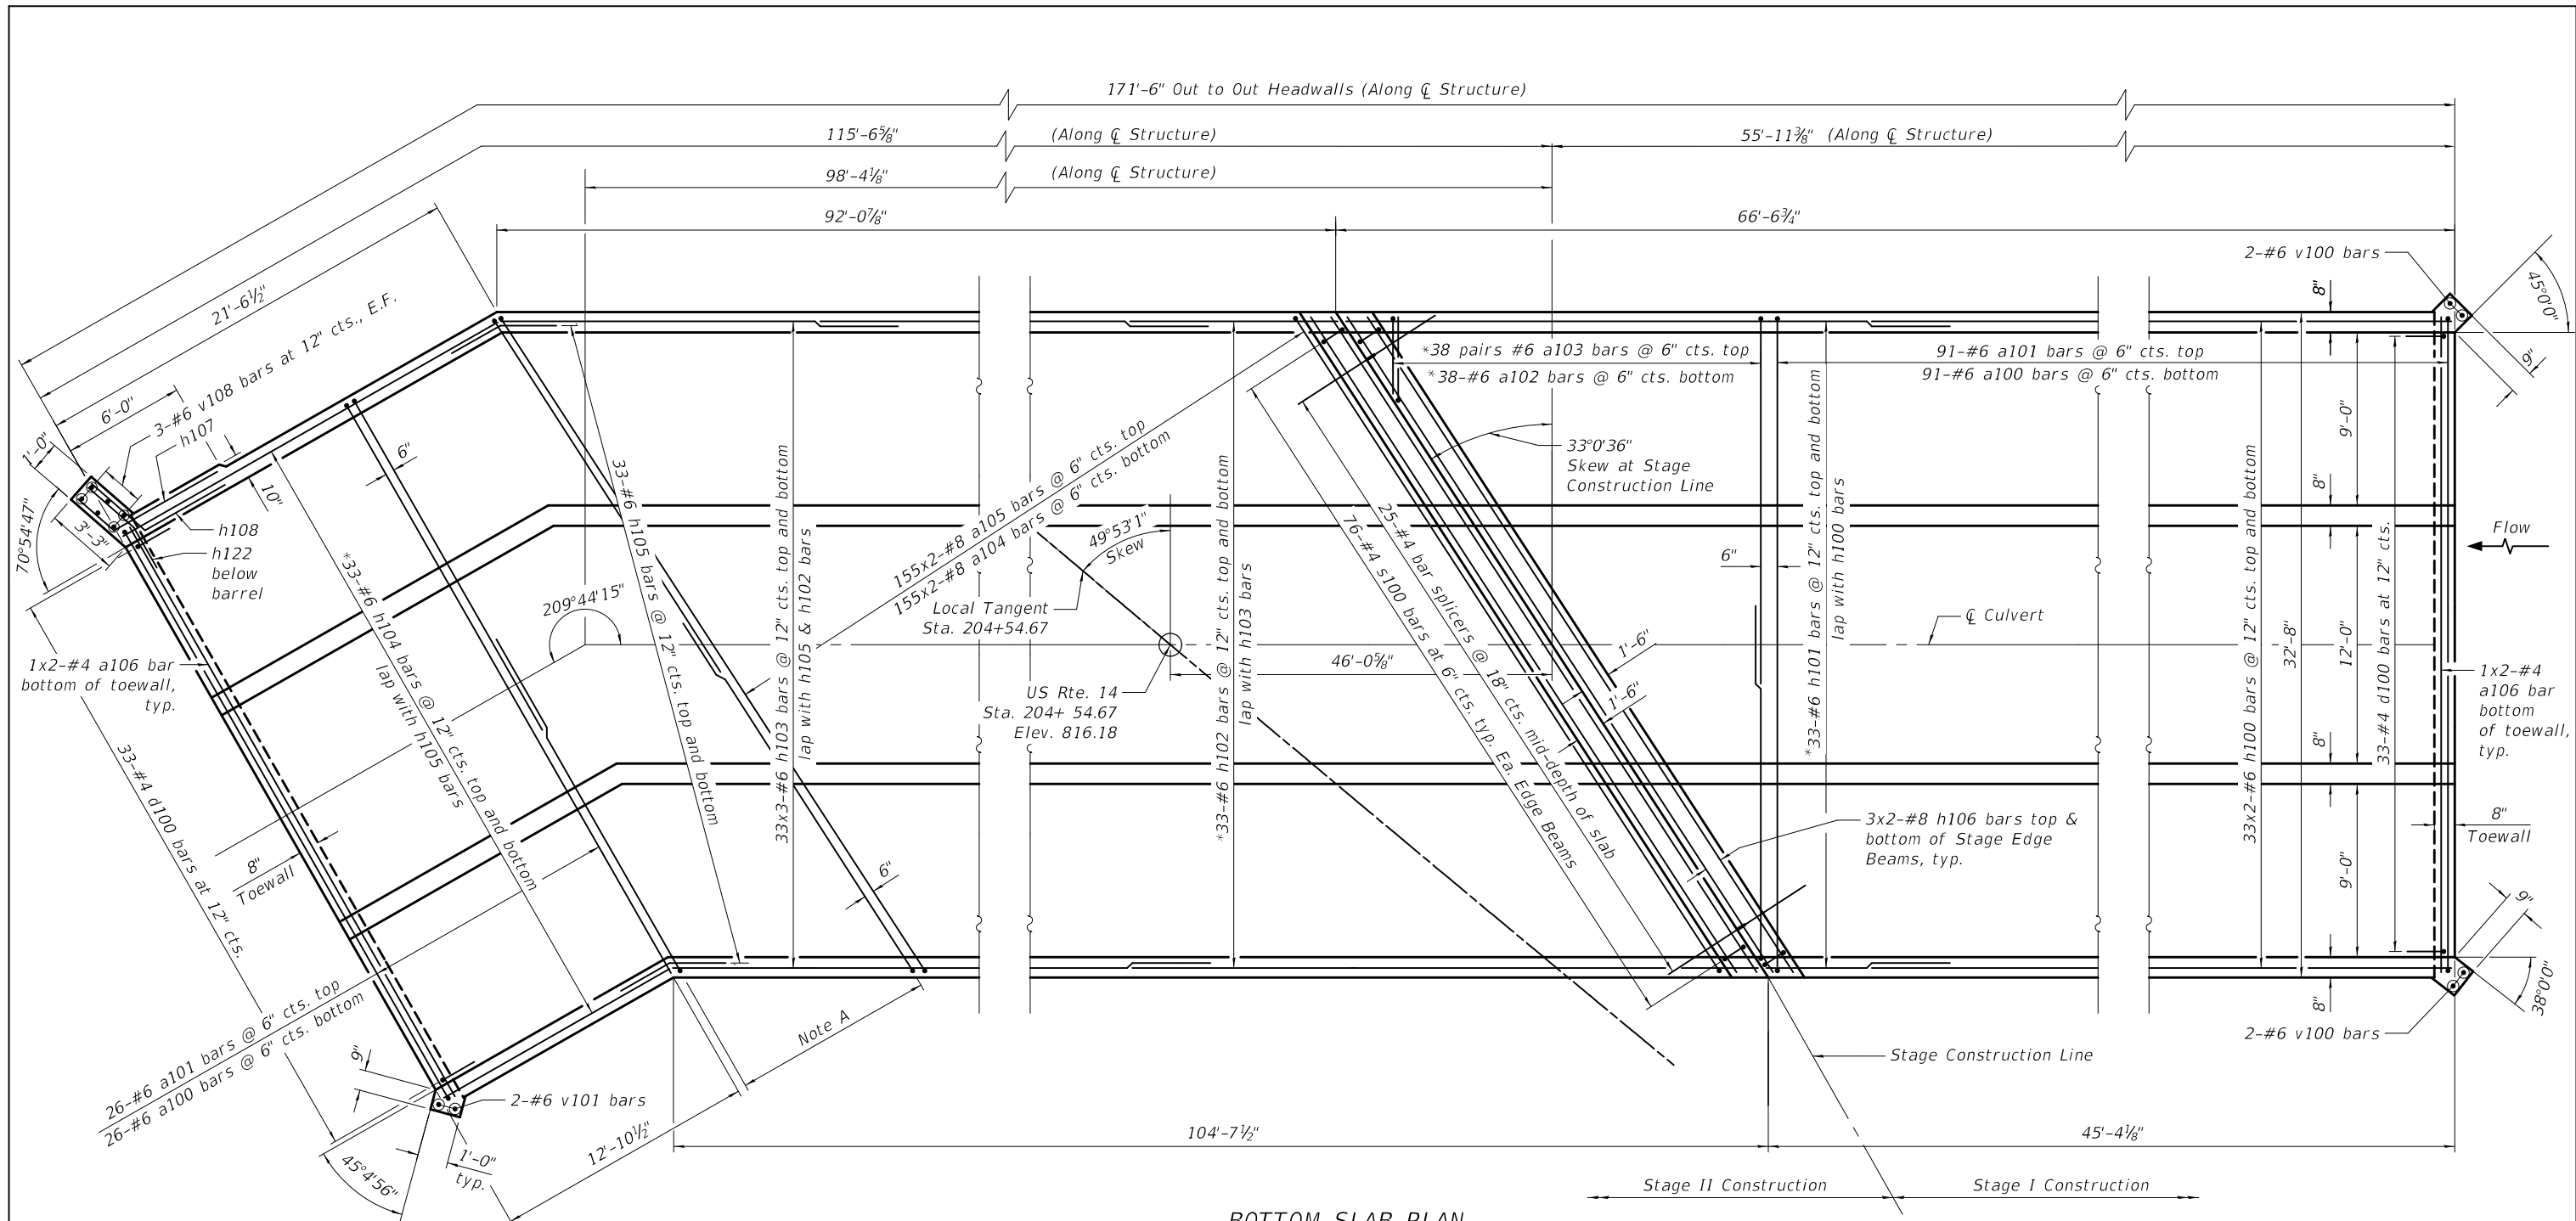 171'-6" Out to Out Headwalls (Along ℄ Structure)
115'-6⅝" (Along ℄ Structure)
55'-11⅜" (Along ℄ Structure)
98'-4⅛" (Along ℄ Structure)
92'-0⅞"
66'-6¾"
2-#6 v100 bars
45°0'0"
9"
8"
21'-6½"
6'-0"
3-#6 v108 bars at 12" cts., E.F.
h107
1'-0"
3'-3"
70°54'47"
10"
6"
h108
h122
below
barrel
*38 pairs #6 a103 bars @ 6" cts. top
*38-#6 a102 bars @ 6" cts. bottom
91-#6 a101 bars @ 6" cts. top
91-#6 a100 bars @ 6" cts. bottom
33°0'36"
Skew at Stage
Construction Line
155x2-#8 a105 bars @ 6" cts. top
155x2-#8 a104 bars @ 6" cts. bottom
49°53'1"
Skew
Local Tangent
Sta. 204+54.67
209°44'15"
*33-#6 h104 bars @ 12" cts. top and bottom
lap with h105 bars
33-#6 h105 bars @ 12" cts. top and bottom
33x3-#6 h103 bars @ 12" cts. top and bottom
lap with h105 & h102 bars
*33-#6 h102 bars @ 12" cts. top and bottom
lap with h103 bars
25-#4 bar splicers @ 18" cts. mid-depth of slab
76-#4 s100 bars at 6" cts. typ. Ea. Edge Beams
*33-#6 h101 bars @ 12" cts. top and bottom
lap with h100 bars
33x2-#6 h100 bars @ 12" cts. top and bottom
32'-8"
9'-0"
8"
12'-0"
8"
9'-0"
8"
33-#4 d100 bars at 12" cts.
Flow
6"
℄ Culvert
1'-6"
1'-6"
46'-0⅝"
US Rte. 14
Sta. 204+ 54.67
Elev. 816.18
1x2-#4 a106 bar
bottom of toewall,
typ.
1x2-#4
a106 bar
bottom
of toewall,
typ.
8"
Toewall
8"
Toewall
3x2-#8 h106 bars top &
bottom of Stage Edge
Beams, typ.
33-#4 d100 bars at 12" cts.
6"
9"
38°0'0"
8"
2-#6 v100 bars
Note A
Stage Construction Line
26-#6 a101 bars @ 6" cts. top
26-#6 a100 bars @ 6" cts. bottom
9"
2-#6 v101 bars
12'-10½"
1'-0"
typ.
45°4'56"
104'-7½"
45'-4⅛"
Stage II Construction
Stage I Construction
BOTTOM SLAB PLAN